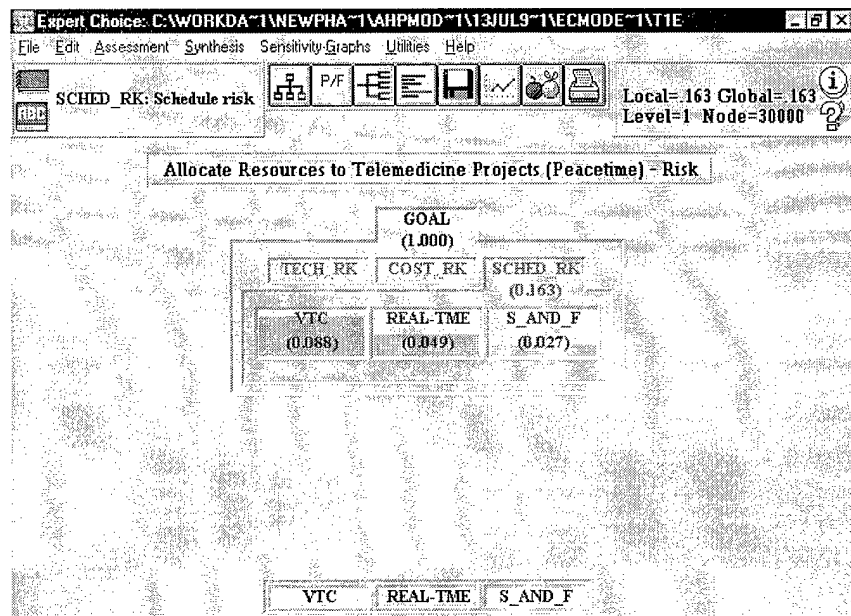 Expert Choice: C:\WORKDA~1\NEWPHA~1\AHPMOD~1\13JUL9~1\ECMODE~1\T1E
File Edit Assessment Synthesis Sensitivity-Graphs Utilities Help
ABC
SCHED_RK: Schedule risk
P/F
Local=.163 Global=.163
Level=1 Node=30000
Allocate Resources to Telemedicine Projects (Peacetime) - Risk
GOAL
(1.000)
TECH_RK COST_RK SCHED_RK
(0.163)
VTC REAL-TME S_AND_F
(0.088) (0.049) (0.027)
VTC REAL-TME S_AND_F